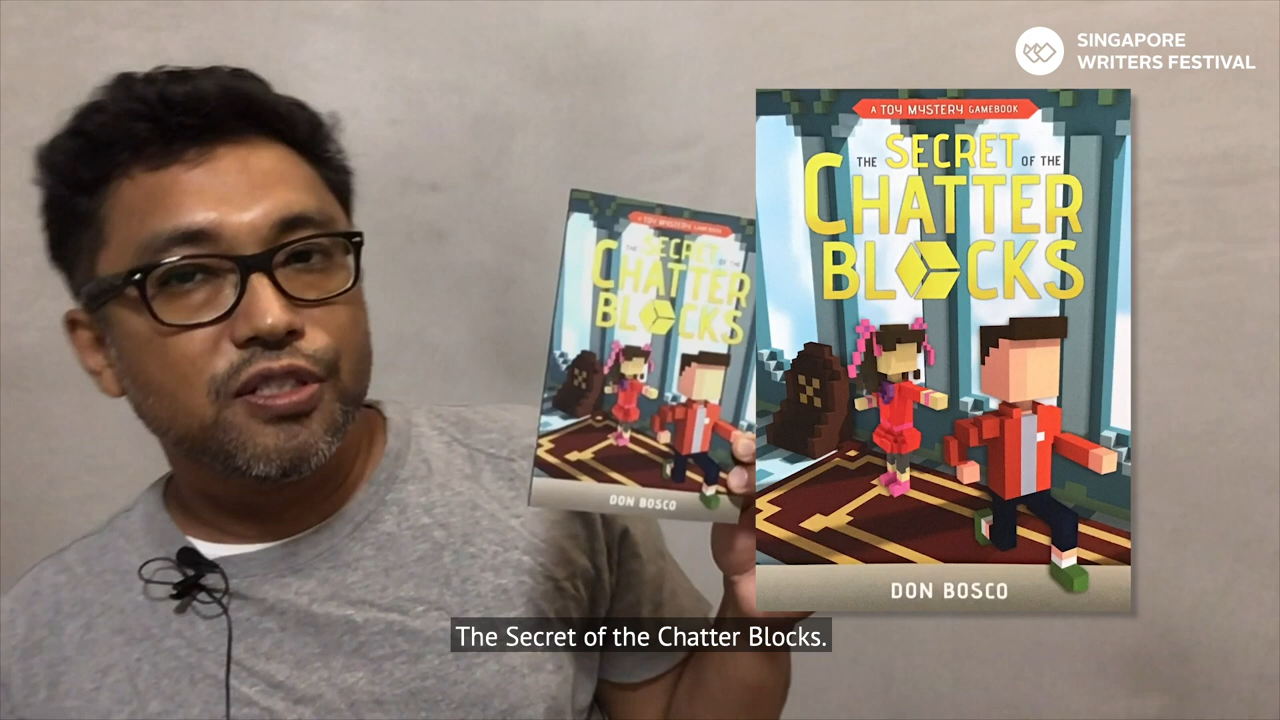 SINGAPORE
WRITERS FESTIVAL
A TOY MYSTERY GAMEBOOK
THE SECRET OF THE
CHATTER
BLOCKS
DON BOSCO
A TOY MYSTERY GAMEBOOK
THE SECRET OF THE
CHATTER
BLOCKS
DON BOSCO
The Secret of the Chatter Blocks.